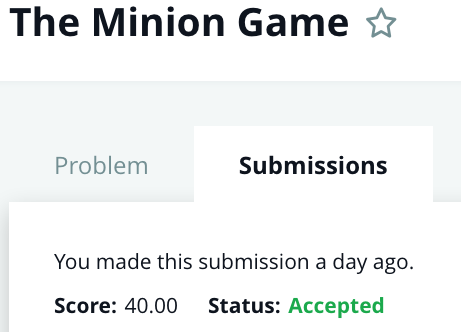 The Minion Game
Problem Submissions
You made this submission a day ago.
Score: 40.00 Status: Accepted